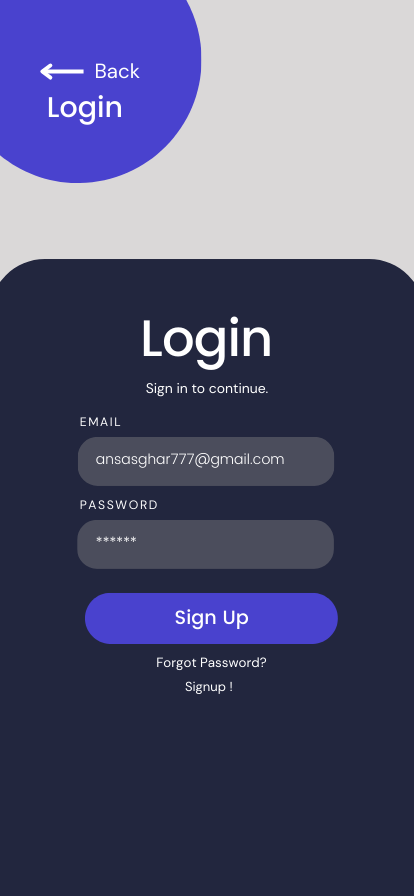 Back
Login
Login
Sign in to continue.
EMAIL
ansasghar777@gmail.com
PASSWORD
******
Sign Up
Forgot Password?
Signup !